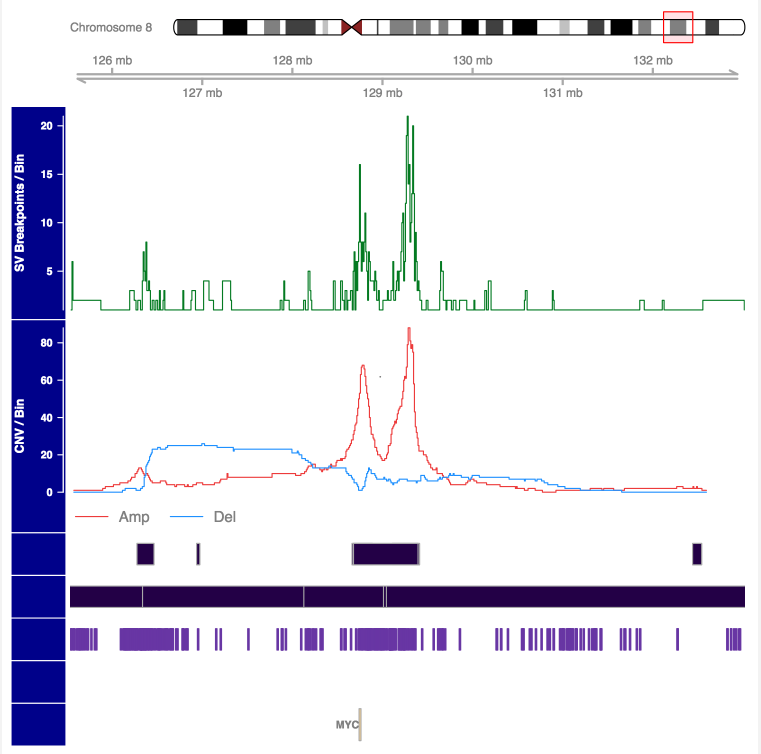 Chromosome 8
126 mb 128 mb 130 mb 132 mb
127 mb 129 mb 131 mb
SV Breakpoints / Bin
20
15
10
5
CNV / Bin
80
60
40
20
0
Amp Del
MYC